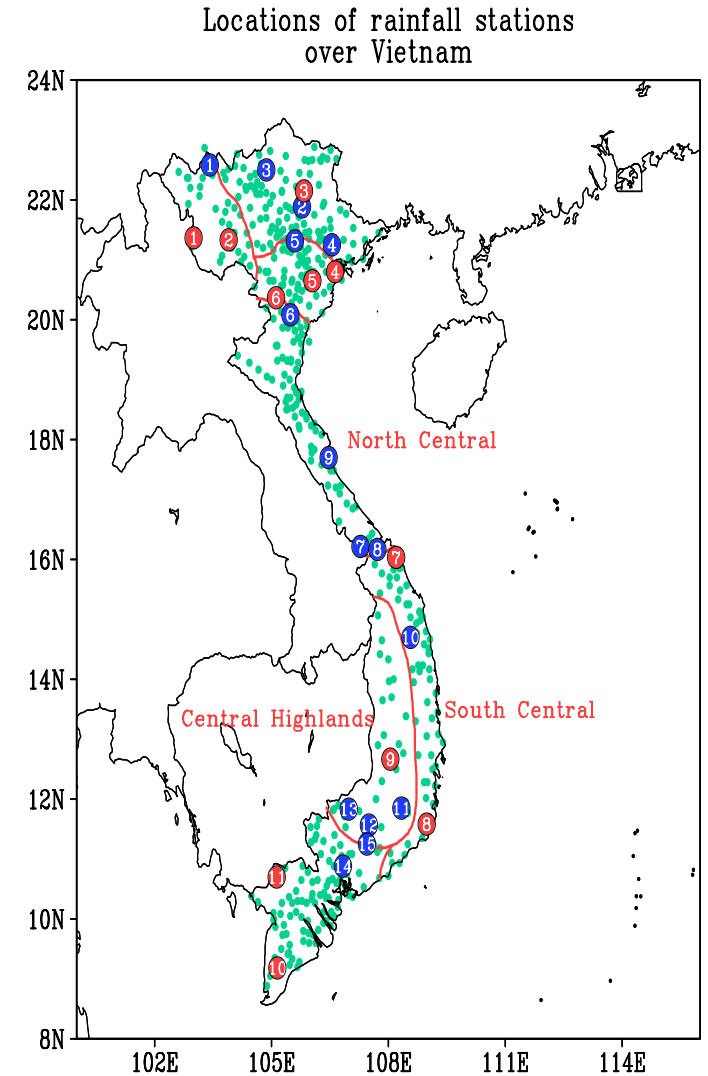 Locations of rainfall stations
over Vietnam
24N
1
3
3
2
22N
1
2
5
4
4
5
6
6
20N
18N
North Central
9
7
8
7
16N
10
14N
South Central
Central Highlands
9
12N
13
11
12
8
15
14
11
10N
10
8N
102E 105E 108E 111E 114E